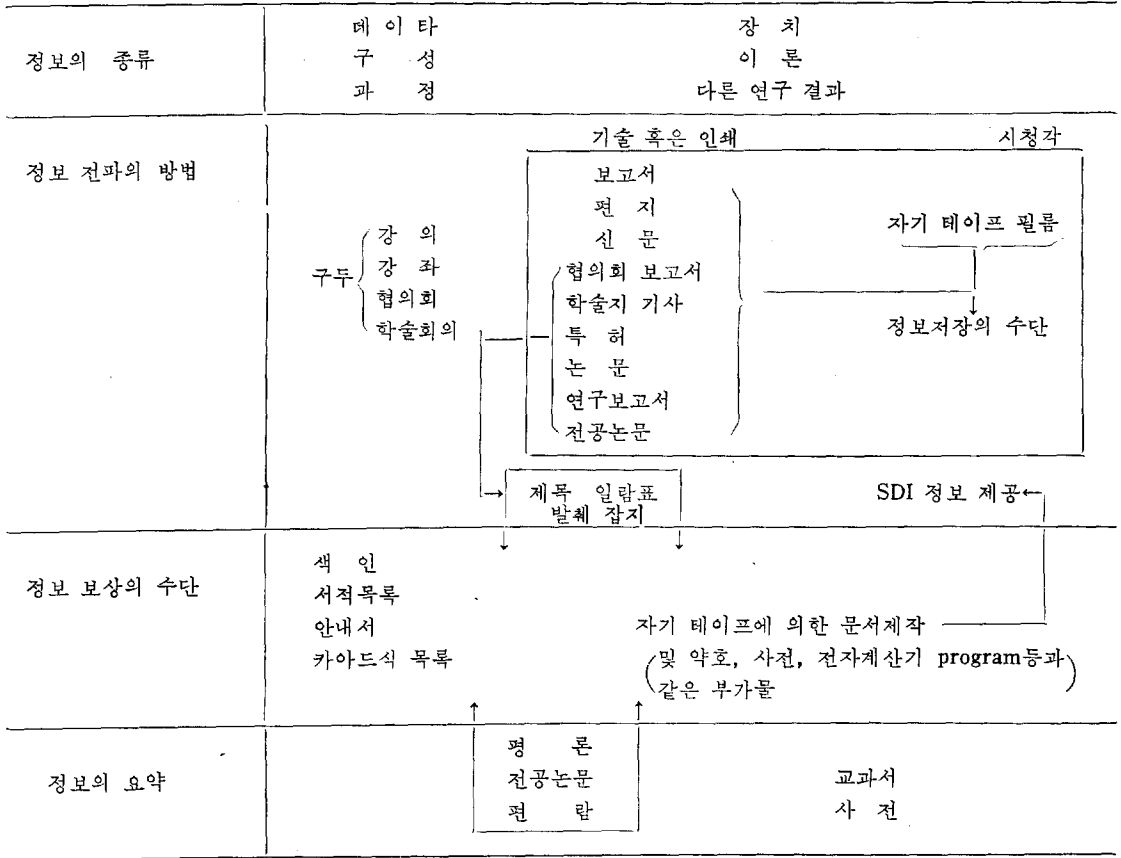 데 이 타 장 치
정보의 종류 구 성 이 론
과 정 다른 연구 결과
기술 혹은 인쇄 시청각
정보 전파의 방법 보고서
편 지
신 문
자기 테이프 필름
구두
강 의
강 좌
협의회
학술회의
협의회 보고서
학술지 기사
특 허
논 문
연구보고서
전공논문
정보저장의 수단
제목 일람표
발췌 잡지
SDI 정보 제공
정보 보상의 수단
색 인
서적목록
안내서
카아드식 목록
자기 테이프에 의한 문서제작
(및 약호, 사전, 전자계산기 program등과
같은 부가물)
정보의 요약
평 론
전공논문
편 람
교과서
사 전